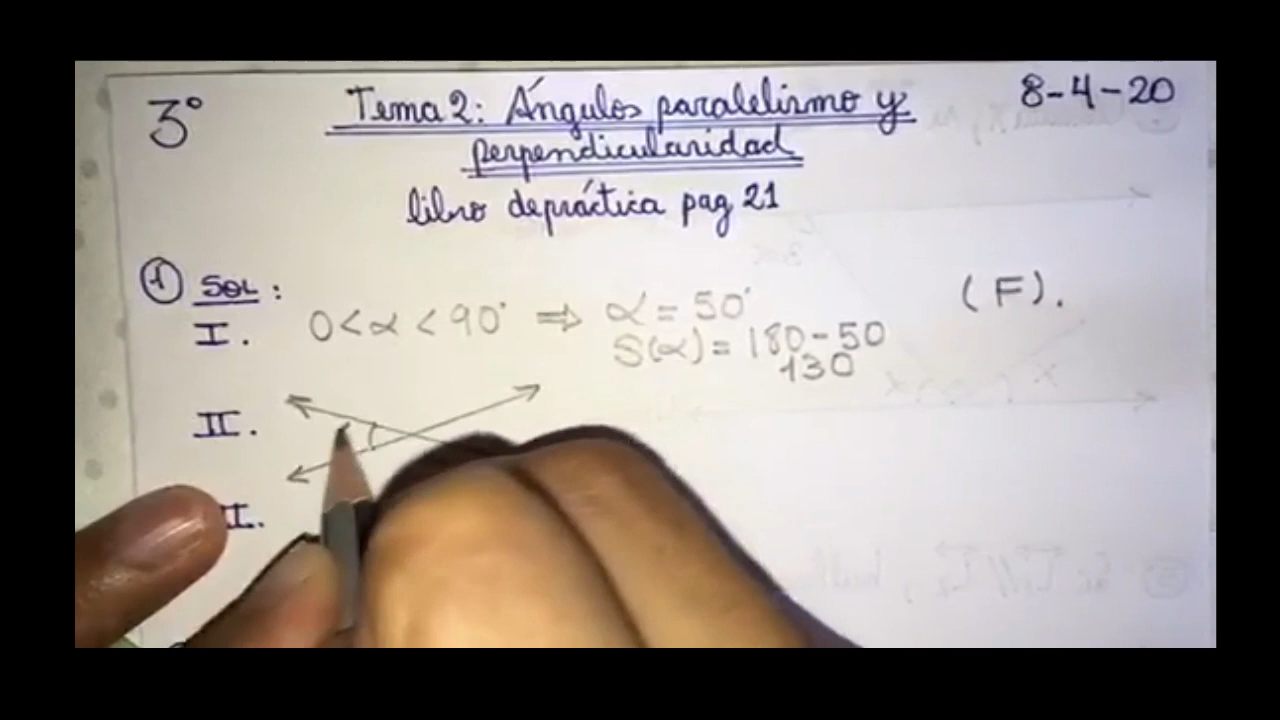 3° Tema 2: Ángulos paralelismo y 8-4-20
perpendicularidad
libro de práctica pag 21
1 SOL:
I. 0 < α < 90° ⇒ α = 50° (F).
S(α) = 180 - 50
130
II.
II.